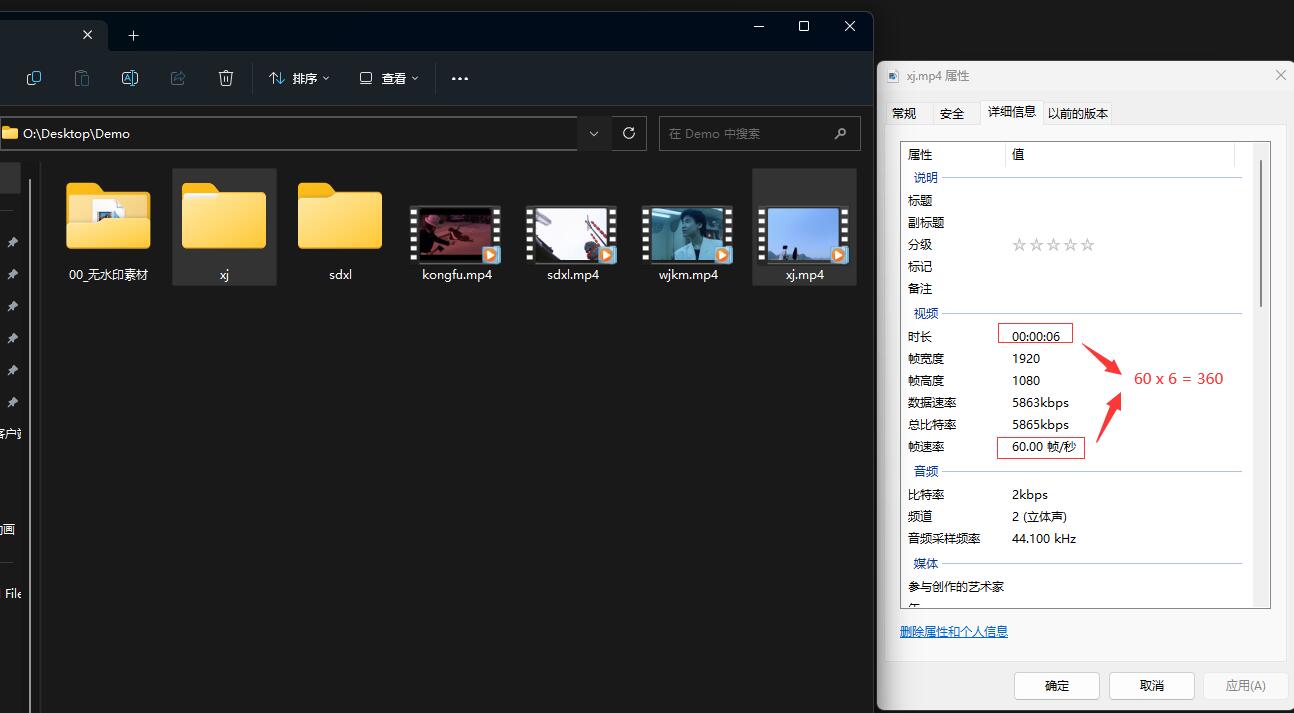 排序
查看
O:\Desktop\Demo
在 Demo 中搜索
00_无水印素材
xj
sdxl
kongfu.mp4
sdxl.mp4
wjkm.mp4
xj.mp4
客户端
动画
File
xj.mp4 属性
常规 安全 详细信息 以前的版本
属性 值
说明
标题
副标题
分级
标记
备注
视频
时长 00:00:06
帧宽度 1920
帧高度 1080
数据速率 5863kbps
总比特率 5865kbps
帧速率 60.00 帧/秒
60 x 6 = 360
音频
比特率 2kbps
频道 2 (立体声)
音频采样频率 44.100 kHz
媒体
参与创作的艺术家
年
删除属性和个人信息
确定 取消 应用(A)